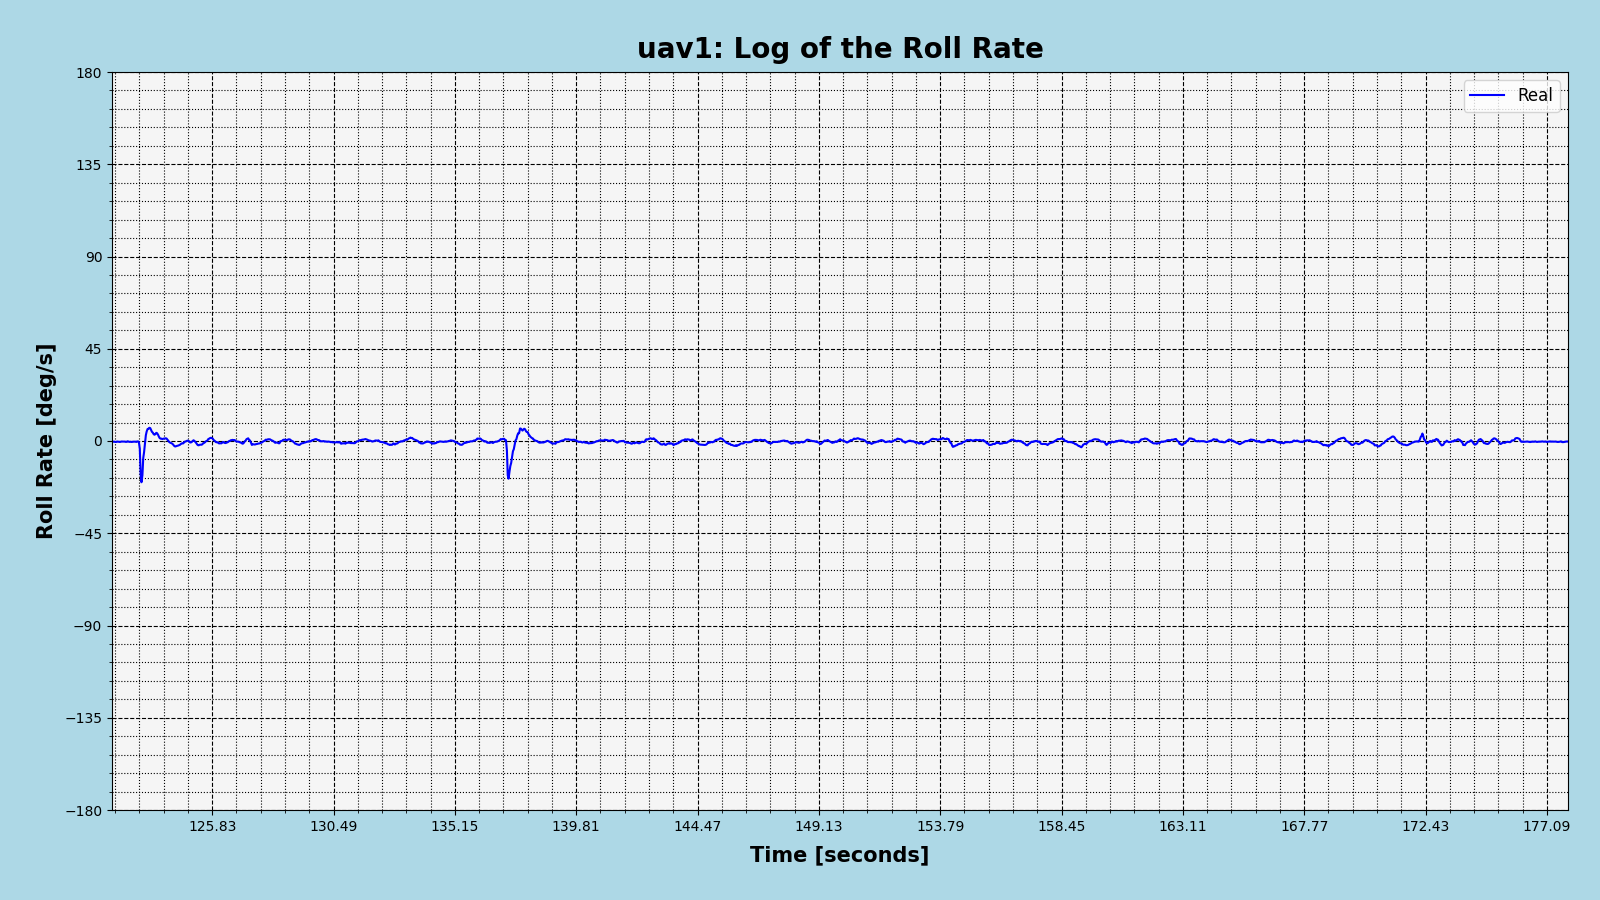 uav1: Log of the Roll Rate
Real
Roll Rate [deg/s]
180
135
90
45
0
−45
−90
−135
−180
125.83 130.49 135.15 139.81 144.47 149.13 153.79 158.45 163.11 167.77 172.43 177.09
Time [seconds]